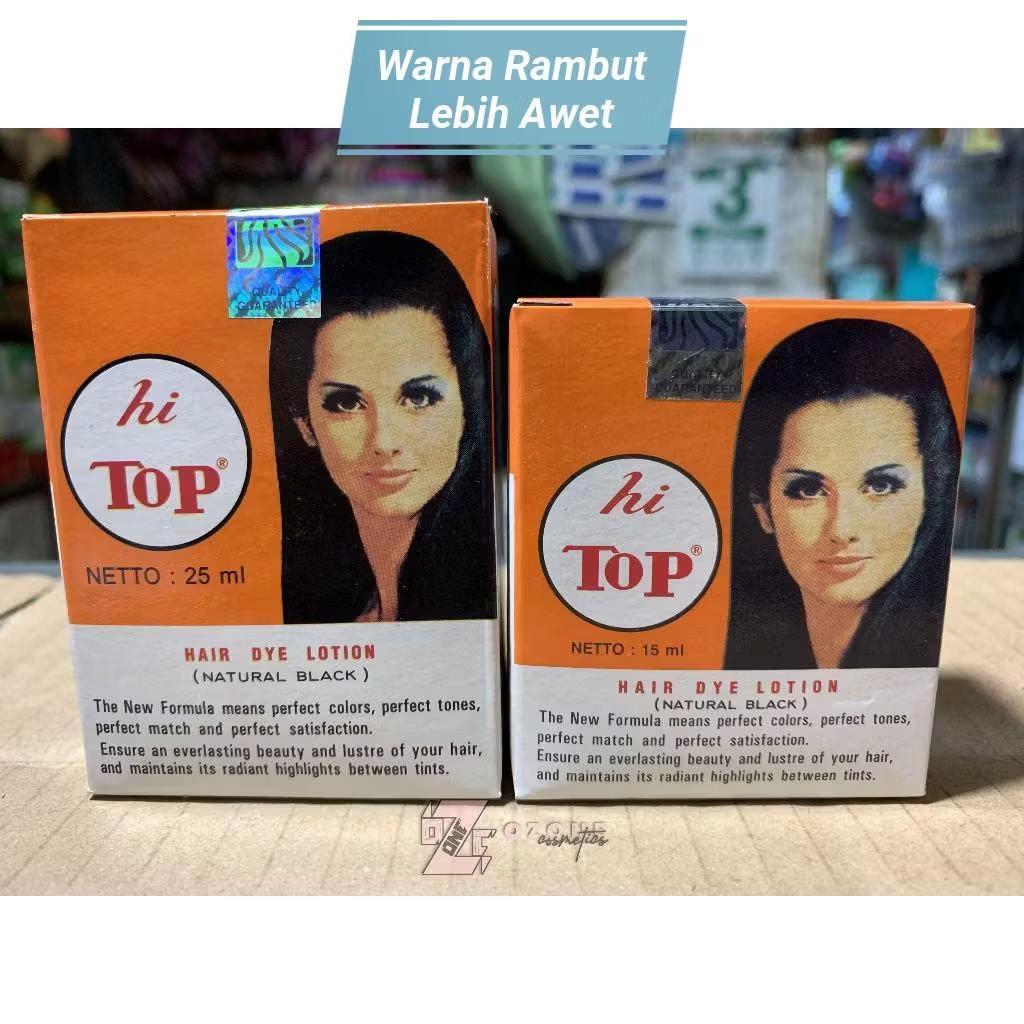 Warna Rambut
Lebih Awet
QUALITY
GUARANTEED
hi
TOP®
NETTO : 25 ml
HAIR DYE LOTION
(NATURAL BLACK)
The New Formula means perfect colors, perfect tones,
perfect match and perfect satisfaction.
Ensure an everlasting beauty and lustre of your hair,
and maintains its radiant highlights between tints.
QUALITY
GUARANTEED
hi
TOP®
NETTO : 15 ml
HAIR DYE LOTION
(NATURAL BLACK)
The New Formula means perfect colors, perfect tones,
perfect match and perfect satisfaction.
Ensure an everlasting beauty and lustre of your hair,
and maintains its radiant highlights between tints.
3
OZONE
cosmetics